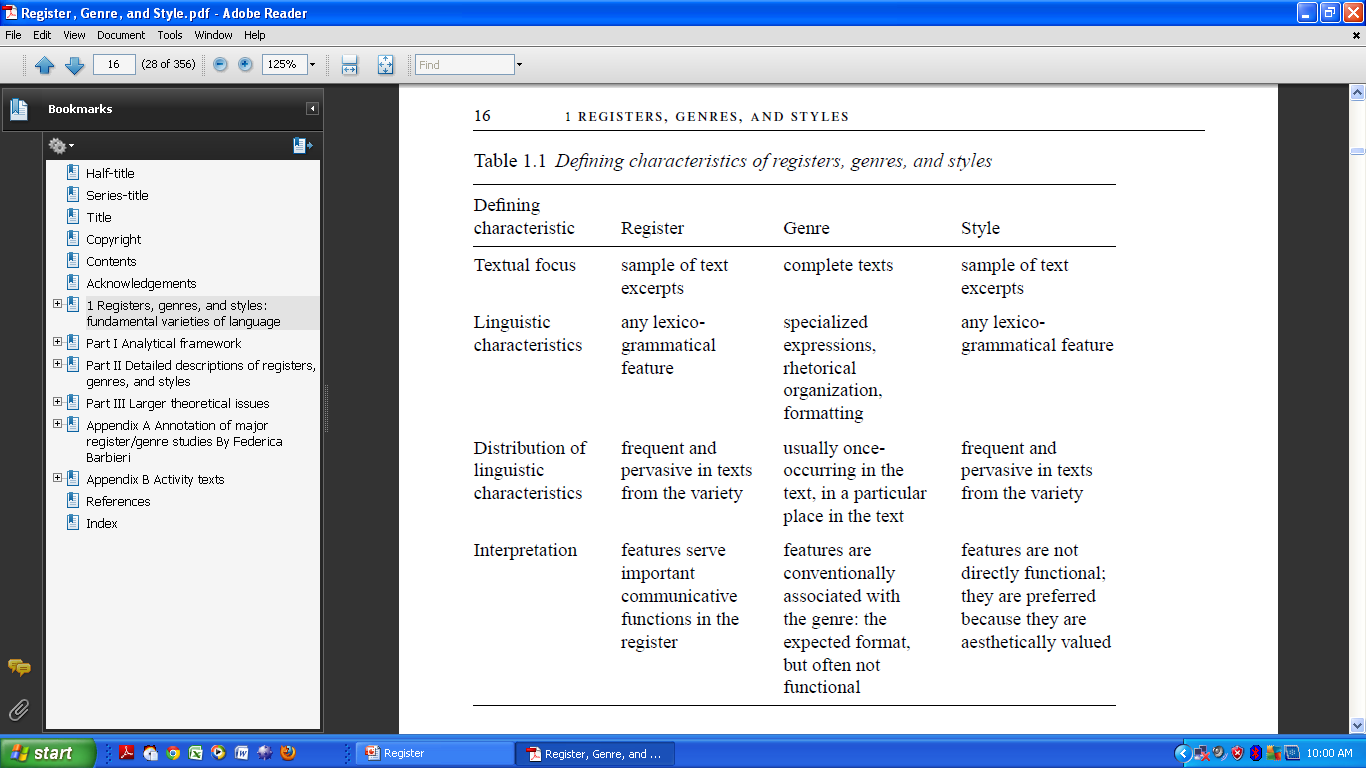 Register, Genre, and Style.pdf - Adobe Reader
File Edit View Document Tools Window Help
16 (28 of 356) 125% Find
Bookmarks
Half-title
Series-title
Title
Copyright
Contents
Acknowledgements
1 Registers, genres, and styles:
fundamental varieties of language
Part I Analytical framework
Part II Detailed descriptions of registers,
genres, and styles
Part III Larger theoretical issues
Appendix A Annotation of major
register/genre studies By Federica
Barbieri
Appendix B Activity texts
References
Index
16 1 REGISTERS, GENRES, AND STYLES
Table 1.1 Defining characteristics of registers, genres, and styles
Defining
characteristic Register Genre Style
Textual focus sample of text complete texts sample of text
excerpts excerpts
Linguistic any lexico- specialized any lexico-
characteristics grammatical expressions, grammatical feature
feature rhetorical
organization,
formatting
Distribution of frequent and usually once- frequent and
linguistic pervasive in texts occurring in the pervasive in texts
characteristics from the variety text, in a particular from the variety
place in the text
Interpretation features serve features are features are not
important conventionally directly functional;
communicative associated with they are preferred
functions in the the genre: the because they are
register expected format, aesthetically valued
but often not
functional
start Register Register, Genre, and ... 10:00 AM